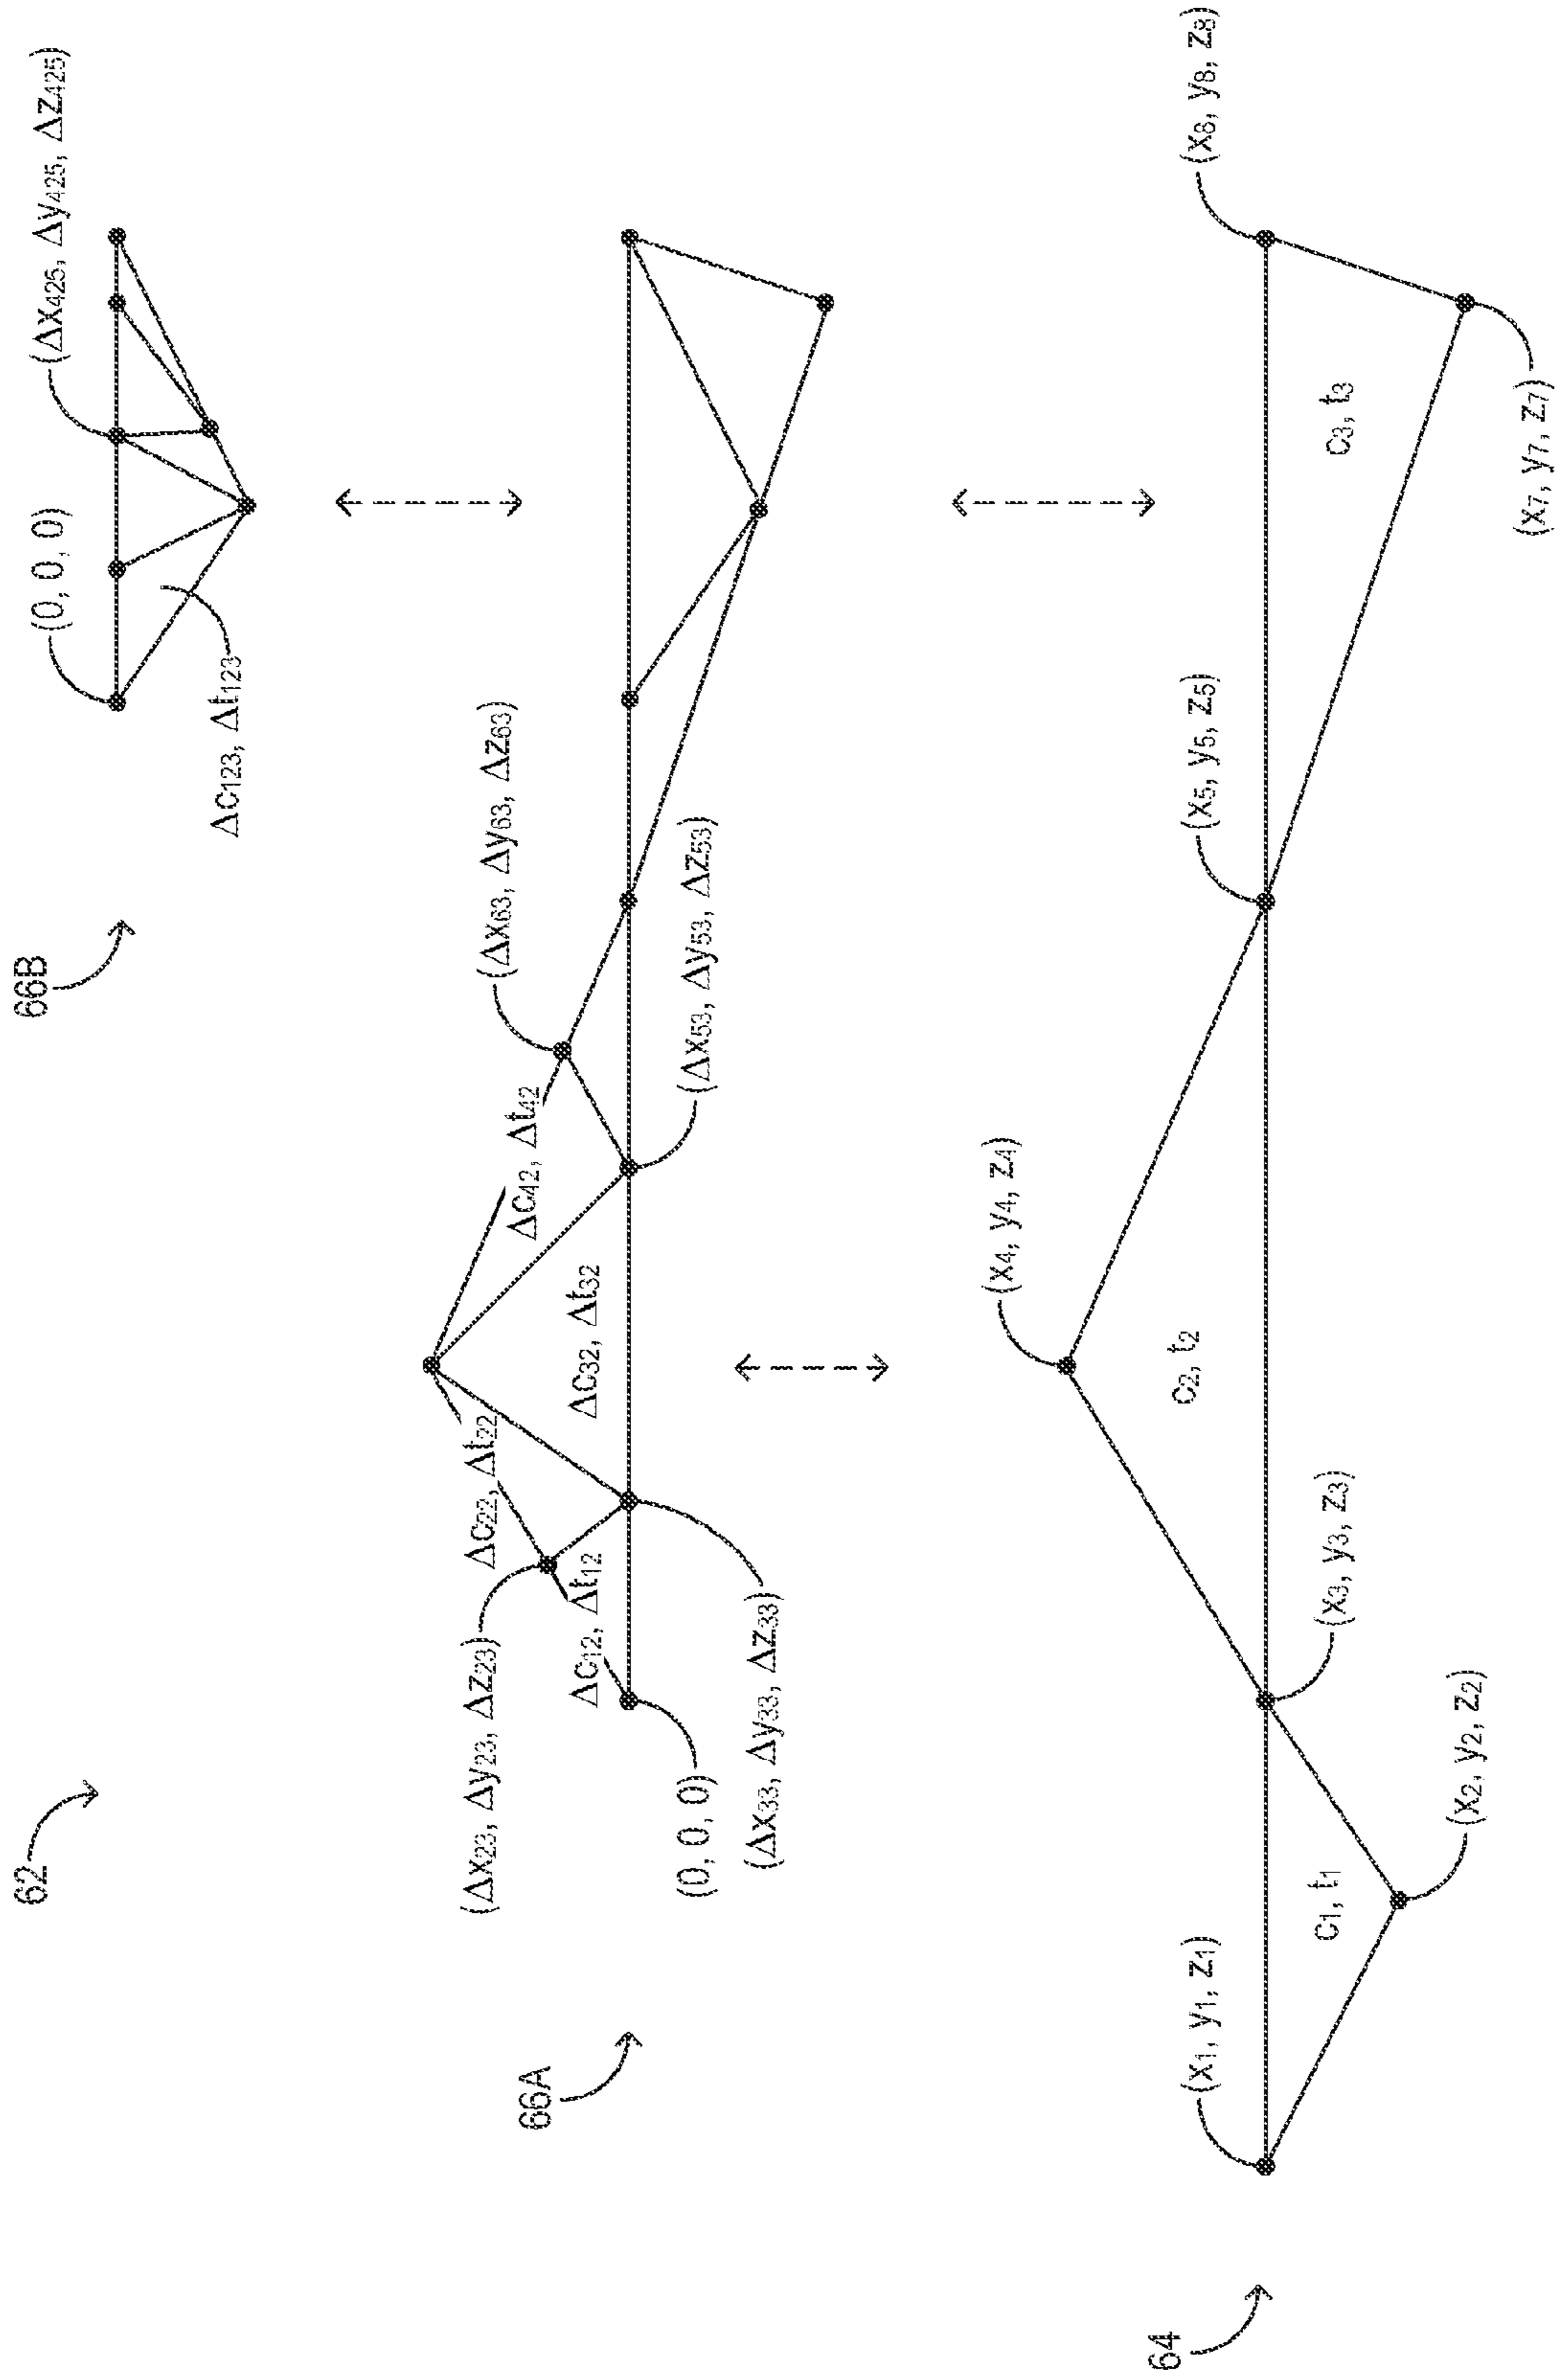 62
66B
(0, 0, 0)
(Δx425, Δy425, Δz425)
Δc123, Δt123
66A
(Δx23, Δy23, Δz23)
Δc22, Δt22
Δc42, Δt42
(Δx63, Δy63, Δz63)
Δc12, Δt12
Δc32, Δt32
(0, 0, 0)
(Δx33, Δy33, Δz33)
(Δx53, Δy53, Δz53)
64
(x1, y1, z1)
(x4, y4, z4)
(x5, y5, z5)
(x8, y8, z8)
c1, t1
c2, t2
c3, t3
(x2, y2, z2)
(x3, y3, z3)
(x7, y7, z7)